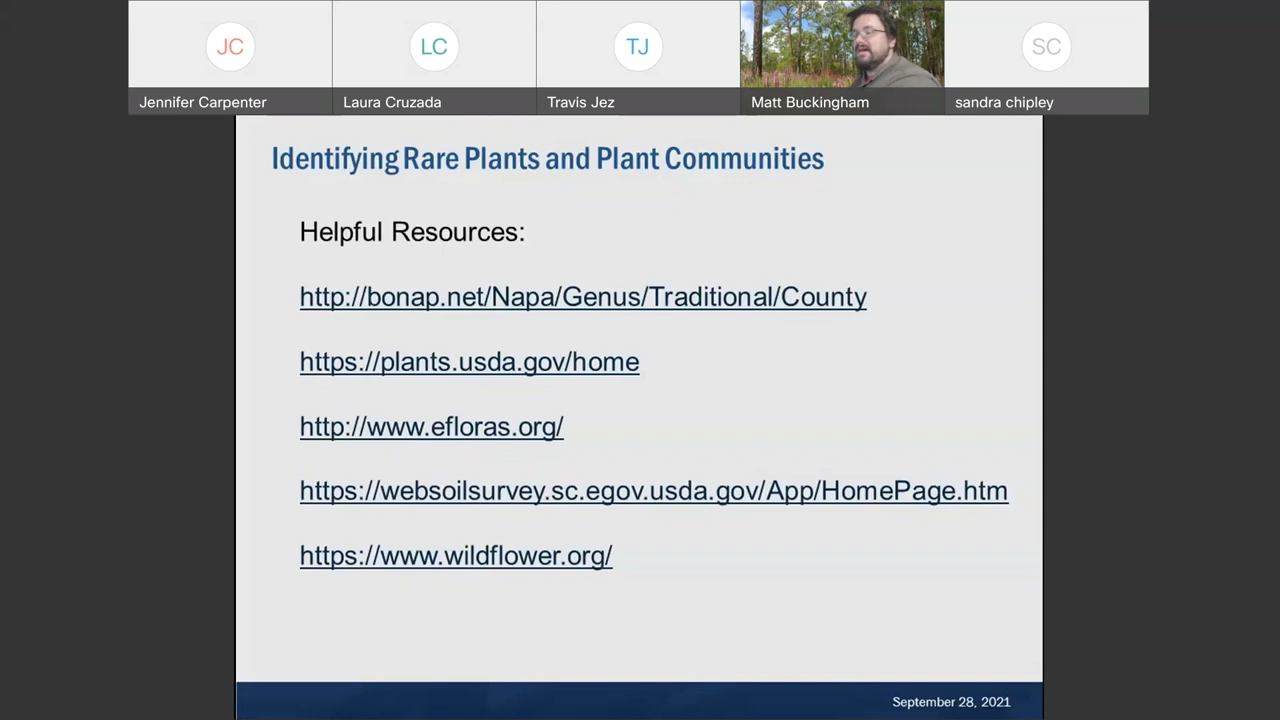 JC
LC
TJ
SC
Jennifer Carpenter
Laura Cruzada
Travis Jez
Matt Buckingham
sandra chipley
Identifying Rare Plants and Plant Communities
Helpful Resources:
http://bonap.net/Napa/Genus/Traditional/County
https://plants.usda.gov/home
http://www.efloras.org/
https://websoilsurvey.sc.egov.usda.gov/App/HomePage.htm
https://www.wildflower.org/
September 28, 2021